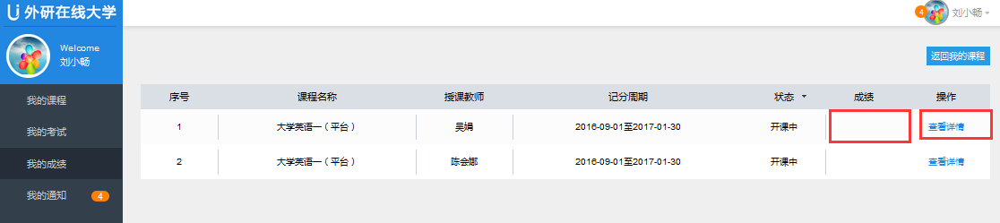 外研在线大学
4 刘小畅
Welcome
刘小畅
返回我的课程
我的课程
我的考试
我的成绩
我的通知 4
序号 课程名称 授课教师 记分周期 状态 成绩 操作
1 大学英语一（平台） 吴娟 2016-09-01至2017-01-30 开课中 查看详情
2 大学英语一（平台） 陈会娜 2016-09-01至2017-01-30 开课中 查看详情